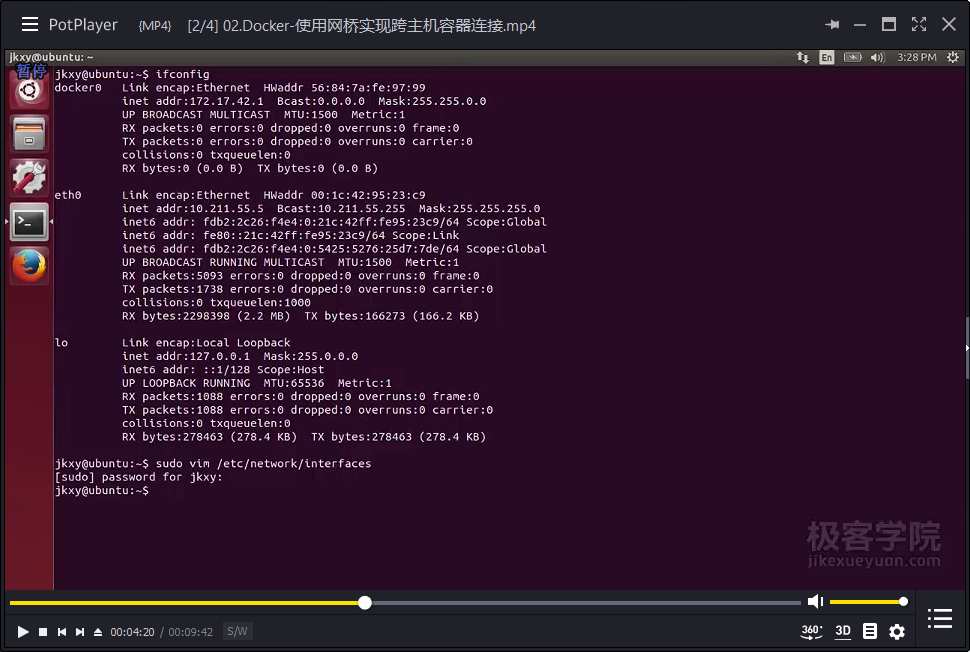 PotPlayer {MP4} [2/4] 02.Docker-使用网桥实现跨主机容器连接.mp4
jkxy@ubuntu: ~ En 3:28 PM
暂停
jkxy@ubuntu:~$ ifconfig
docker0 Link encap:Ethernet HWaddr 56:84:7a:fe:97:99
inet addr:172.17.42.1 Bcast:0.0.0.0 Mask:255.255.0.0
UP BROADCAST MULTICAST MTU:1500 Metric:1
RX packets:0 errors:0 dropped:0 overruns:0 frame:0
TX packets:0 errors:0 dropped:0 overruns:0 carrier:0
collisions:0 txqueuelen:0
RX bytes:0 (0.0 B) TX bytes:0 (0.0 B)
eth0 Link encap:Ethernet HWaddr 00:1c:42:95:23:c9
inet addr:10.211.55.5 Bcast:10.211.55.255 Mask:255.255.255.0
inet6 addr: fdb2:2c26:f4e4:0:21c:42ff:fe95:23c9/64 Scope:Global
inet6 addr: fe80::21c:42ff:fe95:23c9/64 Scope:Link
inet6 addr: fdb2:2c26:f4e4:0:5425:5276:25d7:7de/64 Scope:Global
UP BROADCAST RUNNING MULTICAST MTU:1500 Metric:1
RX packets:5093 errors:0 dropped:0 overruns:0 frame:0
TX packets:1738 errors:0 dropped:0 overruns:0 carrier:0
collisions:0 txqueuelen:1000
RX bytes:2298398 (2.2 MB) TX bytes:166273 (166.2 KB)
lo Link encap:Local Loopback
inet addr:127.0.0.1 Mask:255.0.0.0
inet6 addr: ::1/128 Scope:Host
UP LOOPBACK RUNNING MTU:65536 Metric:1
RX packets:1088 errors:0 dropped:0 overruns:0 frame:0
TX packets:1088 errors:0 dropped:0 overruns:0 carrier:0
collisions:0 txqueuelen:0
RX bytes:278463 (278.4 KB) TX bytes:278463 (278.4 KB)
jkxy@ubuntu:~$ sudo vim /etc/network/interfaces
[sudo] password for jkxy:
jkxy@ubuntu:~$
极客学院
jikexueyuan.com
00:04:20 / 00:09:42 S/W 360° 3D